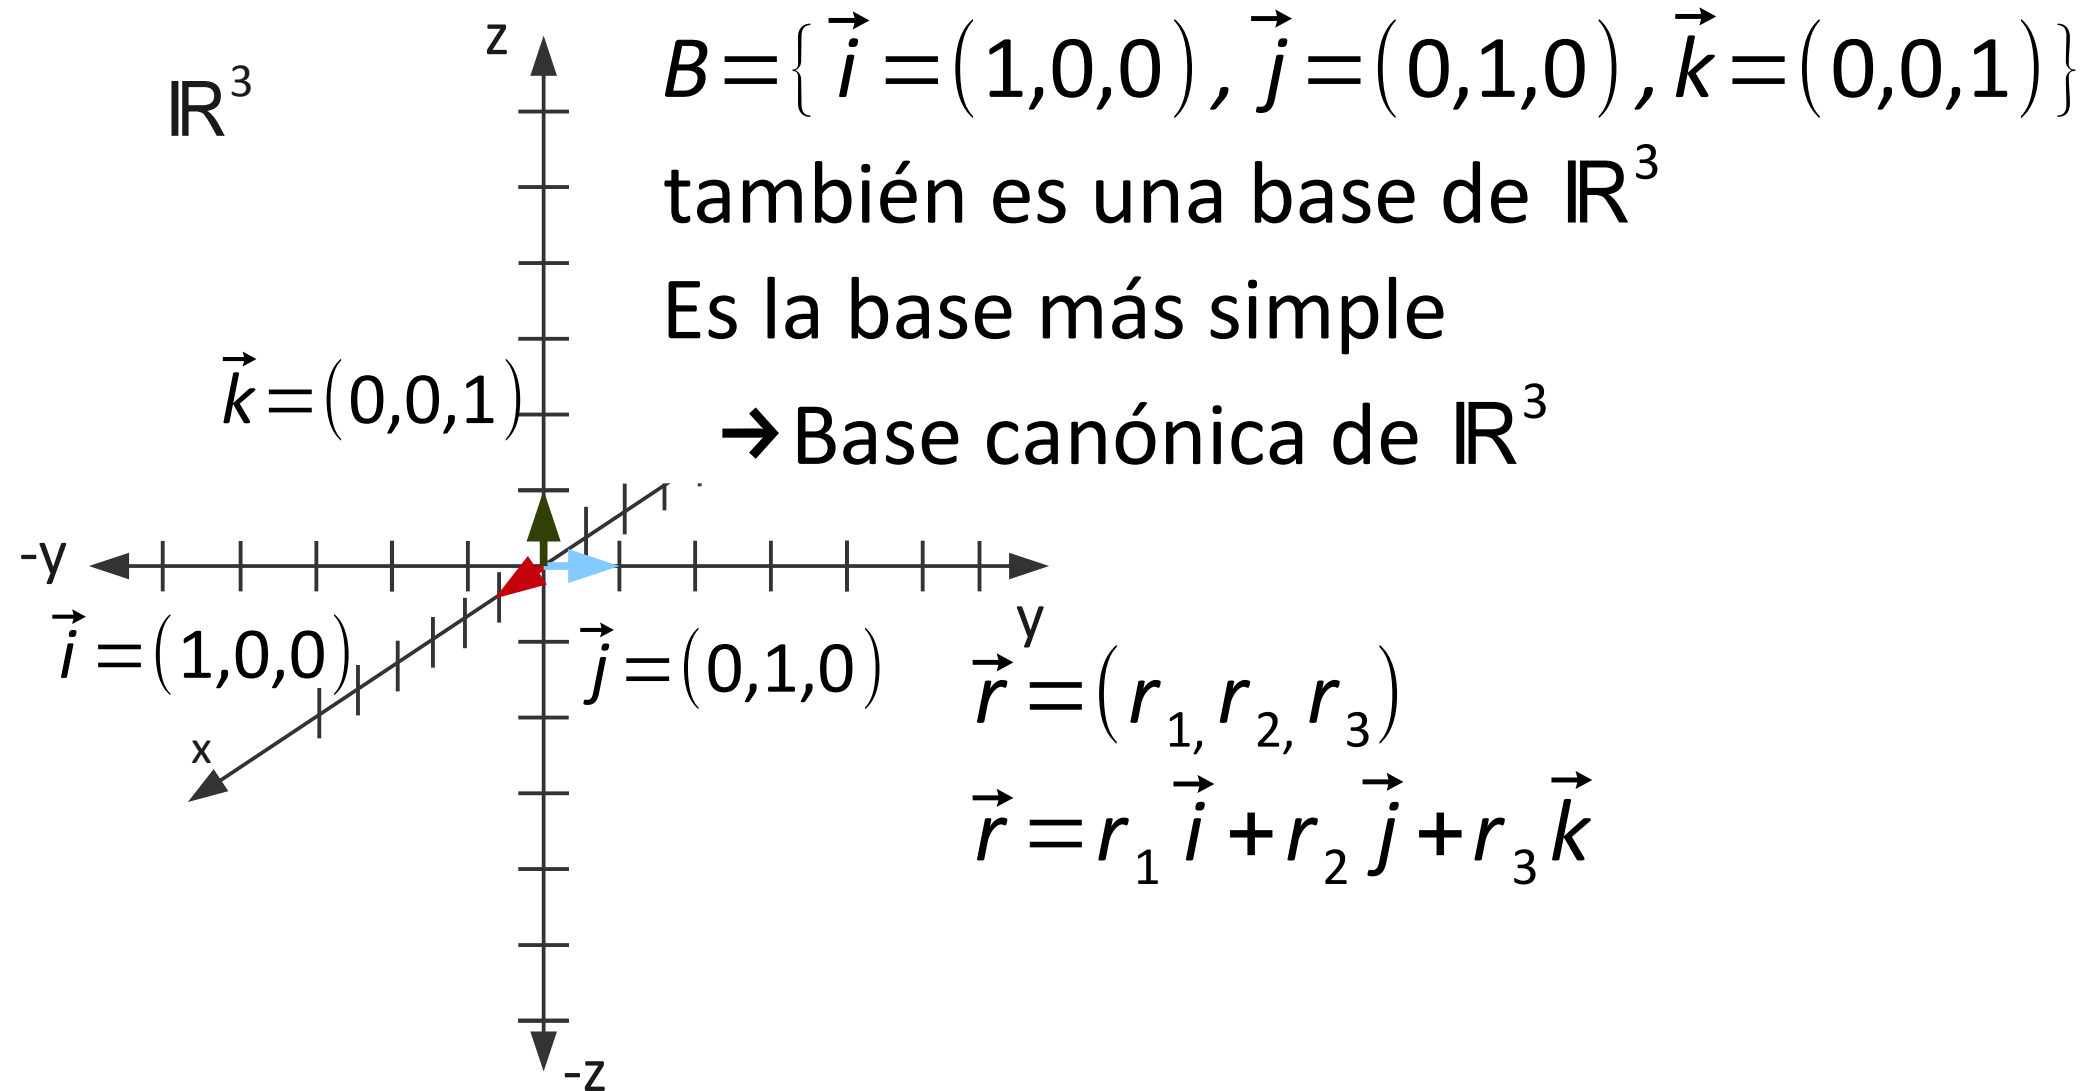 ℝ³
z
B={ i⃗ =(1,0,0), j⃗ =(0,1,0), k⃗ =(0,0,1)}
también es una base de ℝ³
Es la base más simple
→ Base canónica de ℝ³
k⃗ =(0,0,1)
-y
y
i⃗ =(1,0,0)
j⃗ =(0,1,0)
x
r⃗ =(r₁, r₂, r₃)
r⃗ =r₁ i⃗ +r₂ j⃗ +r₃ k⃗
-z